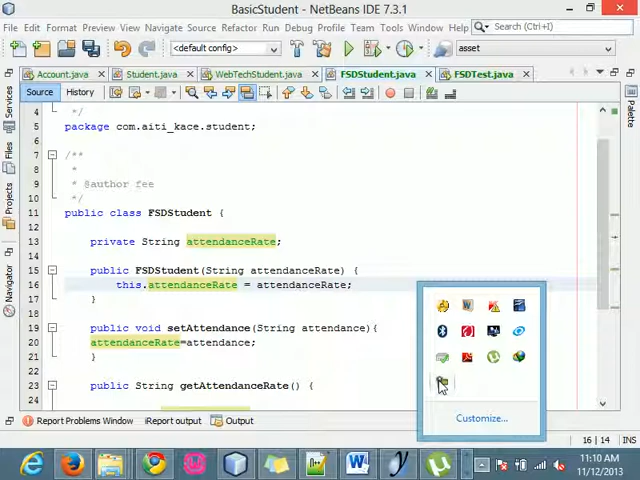 BasicStudent - NetBeans IDE 7.3.1
File Edit View Navigate Source Refactor Run Debug Profile Team Tools Window Help
Search (Ctrl+I)
<default config>
asset
Account.java
Student.java
WebTechStudent.java
FSDStudent.java
FSDTest.java
Source History
Services
Files
Projects
Navigator
Palette
4 */
5 package com.aiti_kace.student;
6
7 /**
8 *
9 * @author fee
10 */
11 public class FSDStudent {
12
13 private String attendanceRate;
14
15 public FSDStudent(String attendanceRate) {
16 this.attendanceRate = attendanceRate;
17 }
18
19 public void setAttendance(String attendance){
20 attendanceRate=attendance;
21 }
22
23 public String getAttendanceRate() {
Customize...
Report Problems Window
iReport output
Output
16 | 14
INS
11:10 AM
11/12/2013